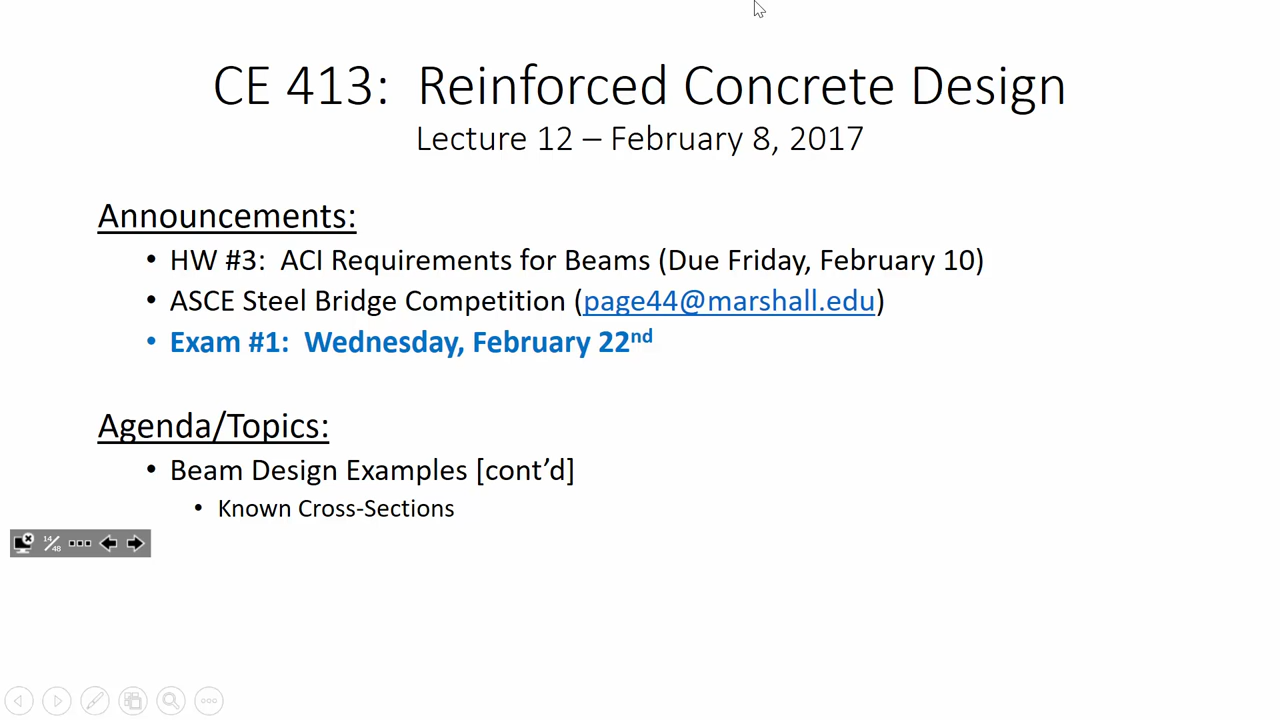 CE 413:  Reinforced Concrete Design
Lecture 12 – February 8, 2017
Announcements:
• HW #3:  ACI Requirements for Beams (Due Friday, February 10)
• ASCE Steel Bridge Competition (page44@marshall.edu)
• Exam #1:  Wednesday, February 22nd
Agenda/Topics:
• Beam Design Examples [cont’d]
• Known Cross-Sections
14/48